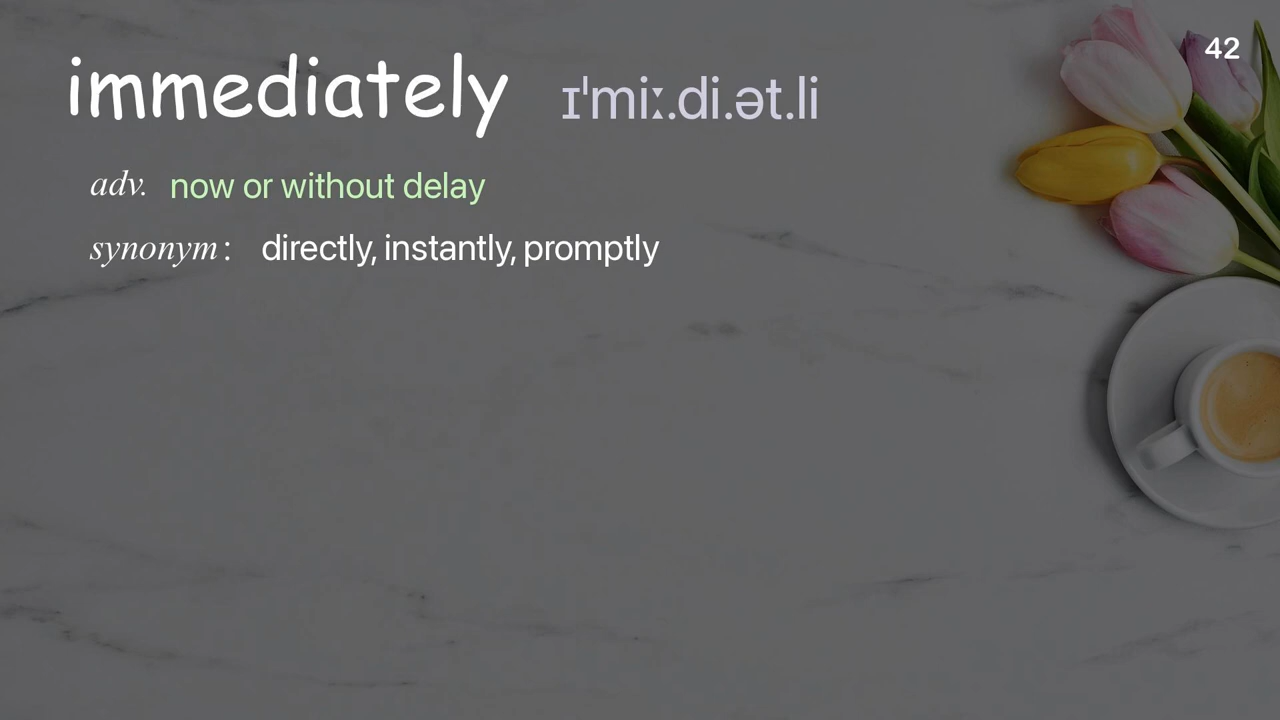 42
immediately ɪˈmiː.di.ət.li
adv. now or without delay
synonym: directly, instantly, promptly